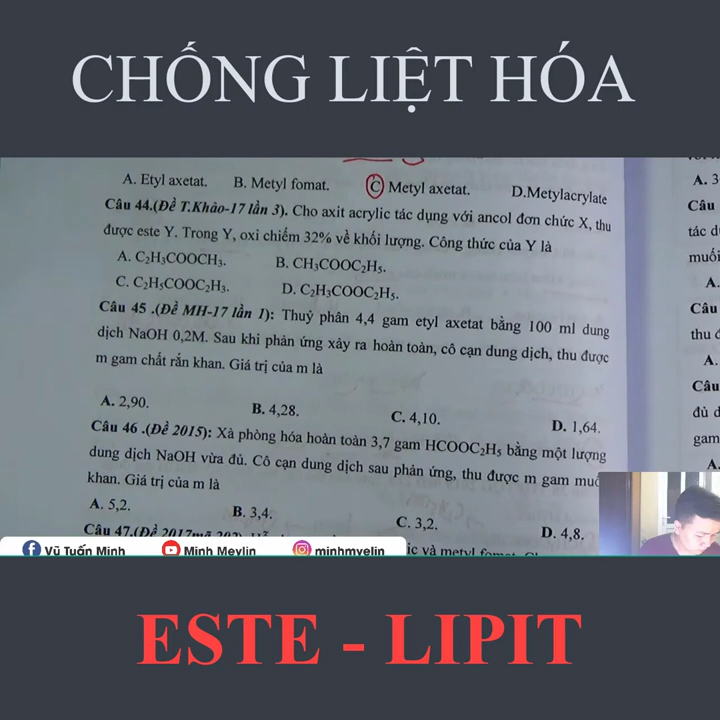 CHỐNG LIỆT HÓA
A. Etyl axetat. B. Metyl fomat. C Metyl axetat. D.Metylacrylate
Câu 44.(Đề T.Khảo-17 lần 3). Cho axit acrylic tác dụng với ancol đơn chức X, thu
được este Y. Trong Y, oxi chiếm 32% về khối lượng. Công thức của Y là
A. C₂H₃COOCH₃. B. CH₃COOC₂H₅.
C. C₂H₅COOC₂H₃. D. C₂H₃COOC₂H₅.
Câu 45 .(Đề MH-17 lần 1): Thuỷ phân 4,4 gam etyl axetat bằng 100 ml dung
dịch NaOH 0,2M. Sau khi phản ứng xảy ra hoàn toàn, cô cạn dung dịch, thu được
m gam chất rắn khan. Giá trị của m là
A. 2,90. B. 4,28. C. 4,10. D. 1,64.
Câu 46 .(Đề 2015): Xà phòng hóa hoàn toàn 3,7 gam HCOOC₂H₅ bằng một lượng
dung dịch NaOH vừa đủ. Cô cạn dung dịch sau phản ứng, thu được m gam
khan. Giá trị của m là
A. 5,2. B. 3,4. C. 3,2. D. 4,8.
Câu 47.(Đề 2017 và metyl
A. 3
Câu
tác d
muối
A.
Câu
thu
A.
Câu
đủ d
gam
A.
Vũ Tuấn Minh Minh Meylin minhmyelin
ESTE - LIPIT